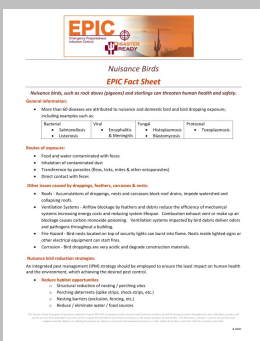 EPIC
Emergency Preparedness
Infection Control
DISASTER
READY
Nuisance Birds
EPIC Fact Sheet
Nuisance birds, such as rock doves (pigeons) and starlings can threaten human health and safety.
General information:
• More than 60 diseases are attributed to nuisance and domestic bird and bird dropping exposure,
including examples such as:
Bacterial Viral Fungal Protozoal
• Salmonellosis • Encephalitis • Histoplasmosis • Toxoplasmosis
• Listeriosis & Meningitis • Blastomycosis
Routes of exposure:
• Food and water contaminated with feces
• Inhalation of contaminated dust
• Transference by parasites (fleas, ticks, mites & other ectoparasites)
• Direct contact with feces
Other issues caused by droppings, feathers, carcasses & nests:
• Roofs - Accumulations of droppings, nests and carcasses block roof drains, impede watershed and
collapsing roofs.
• Ventilation Systems - Airflow blockage by feathers and debris reduce the efficiency of mechanical
systems increasing energy costs and reducing system lifespan. Combustion exhaust vent or make up air
blockage causes carbon monoxide poisoning. Ventilation systems impacted by bird debris deliver odors
and pathogens throughout a building.
• Fire Hazard - Bird nests located on top of security lights can burst into flame. Nests inside lighted signs or
other electrical equipment can start fires.
• Corrosion - Bird droppings are very acidic and degrade construction materials.
Nuisance bird reduction strategies:
An integrated pest management (IPM) strategy should be employed to ensure the least impact on human health
and the environment, which achieving the desired pest control.
• Reduce habitat opportunities
o Structural reduction of nesting / perching sites
o Perching deterrents (spike strips, shock strips, etc.)
o Nesting barriers (exclusion, fencing, etc.)
o Reduce / eliminate water / food sources